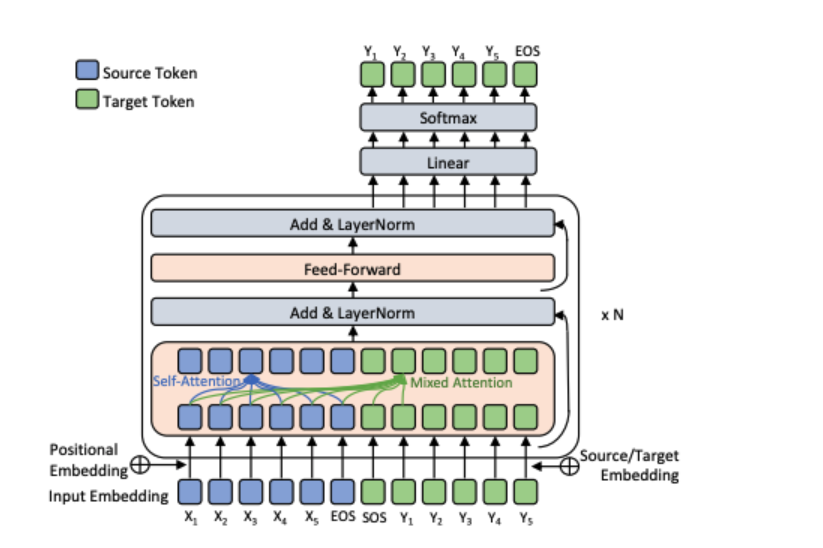 Y₁ Y₂ Y₃ Y₄ Y₅ EOS
Source Token
Target Token
Softmax
Linear
Add & LayerNorm
Feed-Forward
Add & LayerNorm
x N
Self-Attention
Mixed Attention
Positional
Embedding
Source/Target
Embedding
Input Embedding
X₁ X₂ X₃ X₄ X₅ EOS SOS Y₁ Y₂ Y₃ Y₄ Y₅